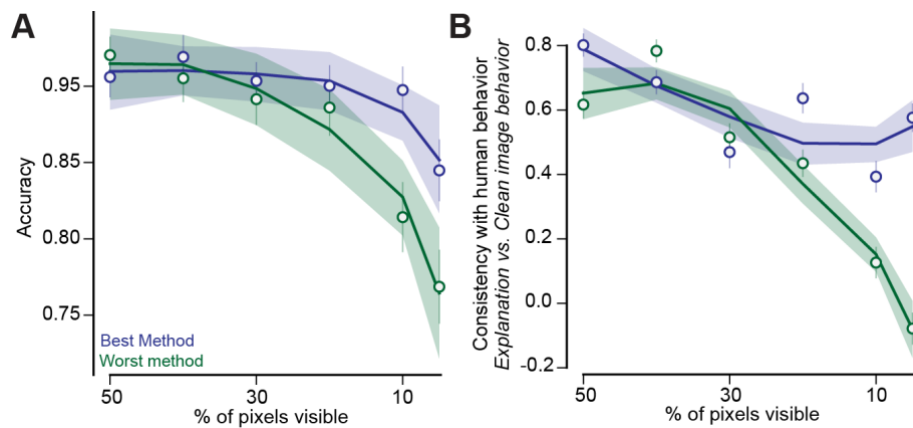 A
Accuracy
0.95
0.85
0.80
0.75
Best Method
Worst method
50
30
10
% of pixels visible
B
Consistency with human behavior
Explanation vs. Clean image behavior
0.8
0.6
0.4
0.2
0.0
-0.2
50
30
10
% of pixels visible